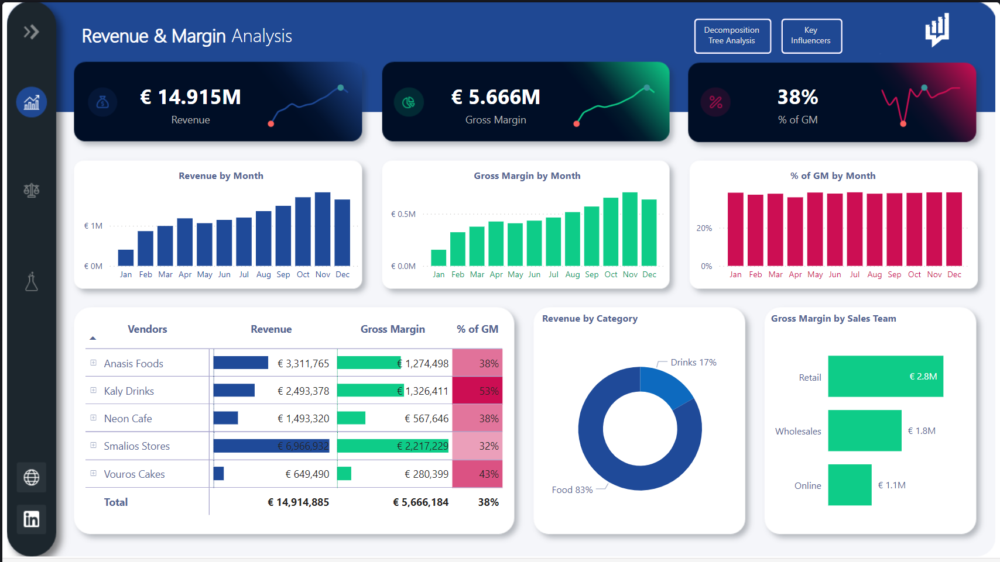 Revenue & Margin Analysis
Decomposition
Tree Analysis
Key
Influencers
€ 14.915M
Revenue
€ 5.666M
Gross Margin
38%
% of GM
Revenue by Month
€ 1M
€ 0M
Jan Feb Mar Apr May Jun Jul Aug Sep Oct Nov Dec
Gross Margin by Month
€ 0.5M
€ 0.0M
Jan Feb Mar Apr May Jun Jul Aug Sep Oct Nov Dec
% of GM by Month
20%
0%
Jan Feb Mar Apr May Jun Jul Aug Sep Oct Nov Dec
Vendors Revenue Gross Margin % of GM
Anasis Foods € 3,311,765 € 1,274,498 38%
Kaly Drinks € 2,493,378 € 1,326,411 53%
Neon Cafe € 1,493,320 € 567,646 38%
Smalios Stores € 6,966,932 € 2,217,229 32%
Vouros Cakes € 649,490 € 280,399 43%
Total € 14,914,885 € 5,666,184 38%
Revenue by Category
Drinks 17%
Food 83%
Gross Margin by Sales Team
Retail € 2.8M
Wholesales € 1.8M
Online € 1.1M
in